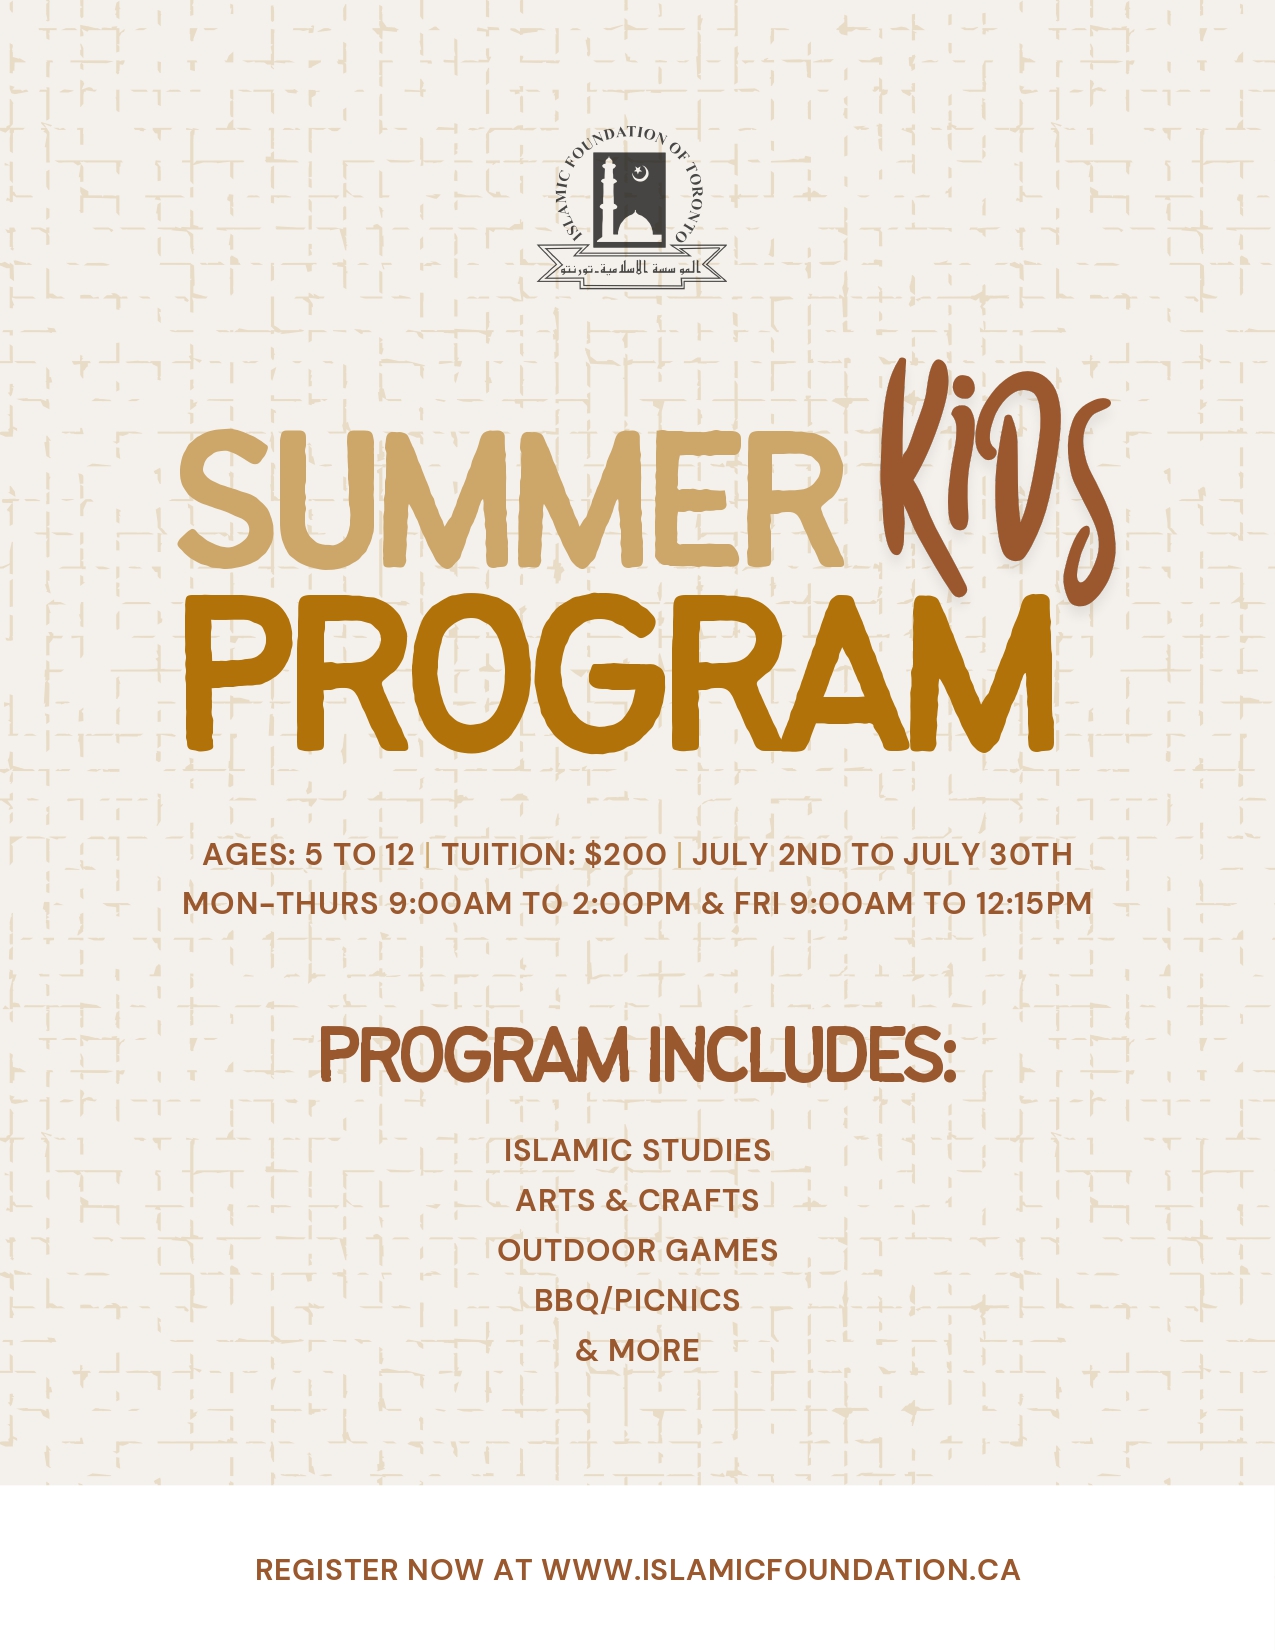 ISLAMIC FOUNDATION OF TORONTO
المؤسسة الاسلامية-تورنتو
SUMMER KiDS
PROGRAM
AGES: 5 TO 12 | TUITION: $200 | JULY 2ND TO JULY 30TH
MON-THURS 9:00AM TO 2:00PM & FRI 9:00AM TO 12:15PM
PROGRAM INCLUDES:
ISLAMIC STUDIES
ARTS & CRAFTS
OUTDOOR GAMES
BBQ/PICNICS
& MORE
REGISTER NOW AT WWW.ISLAMICFOUNDATION.CA